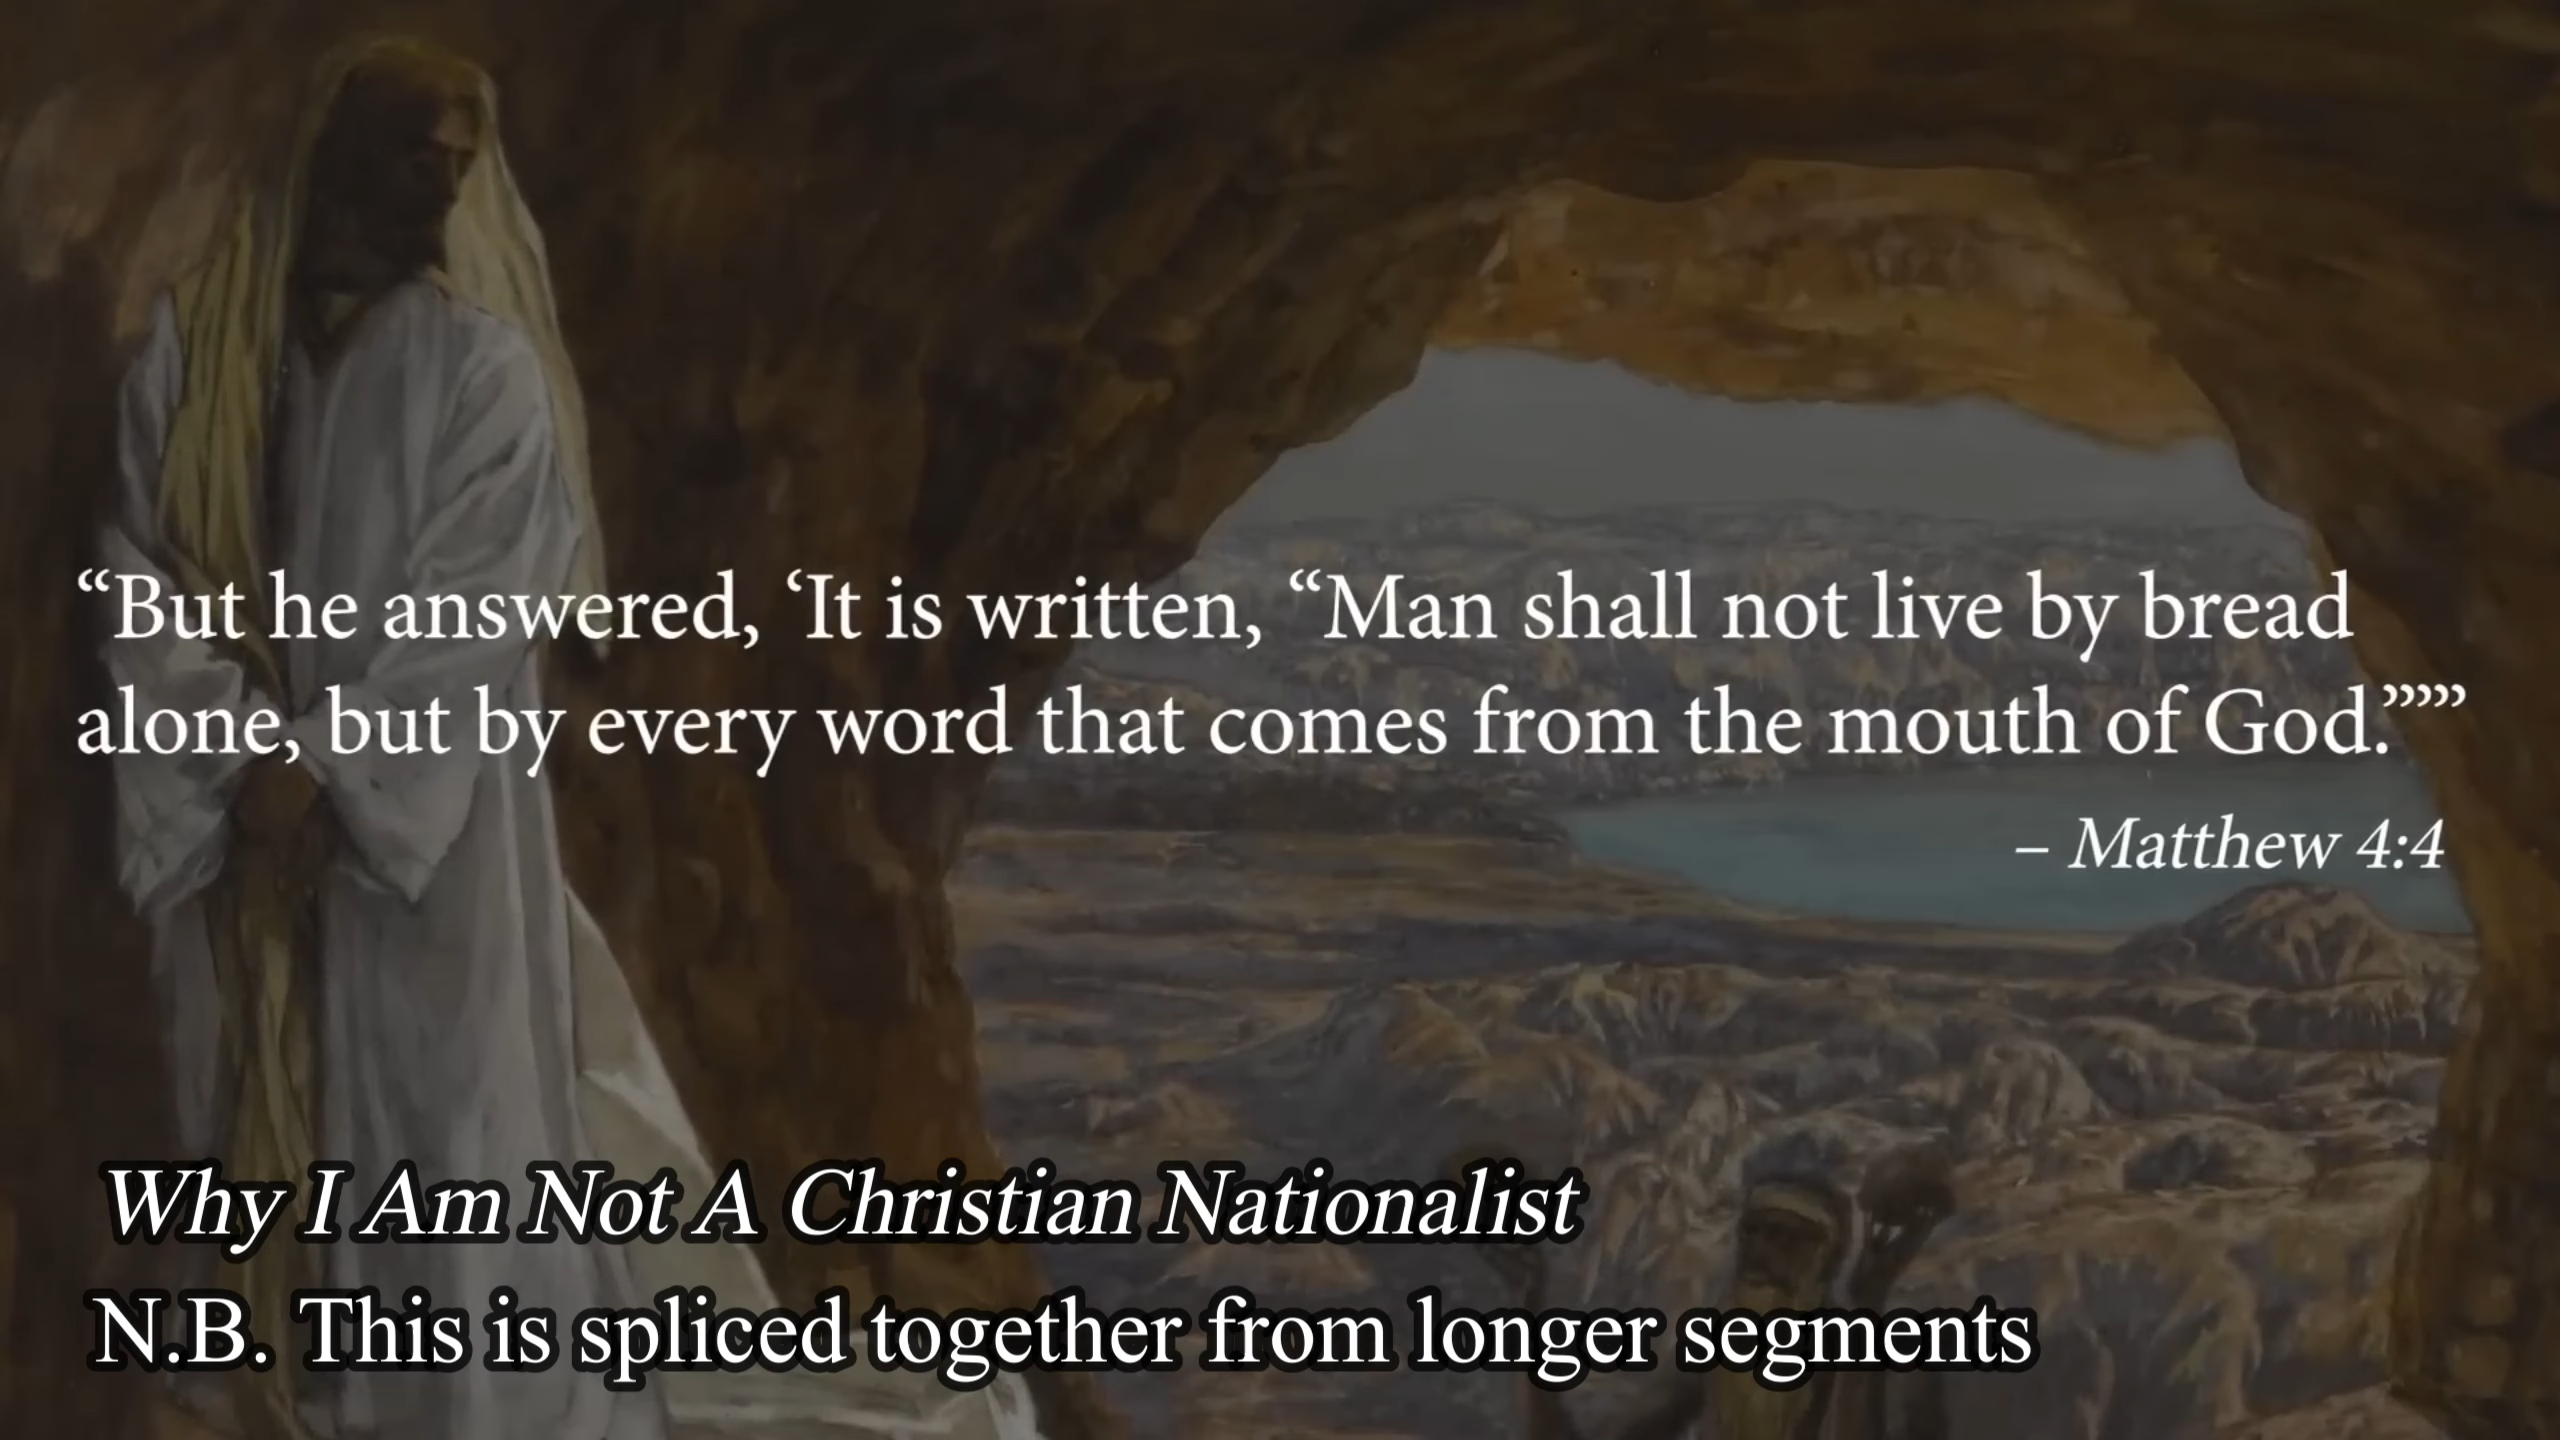 “But he answered, ‘It is written, “Man shall not live by bread
alone, but by every word that comes from the mouth of God.”’”
– Matthew 4:4
Why I Am Not A Christian Nationalist
N.B. This is spliced together from longer segments